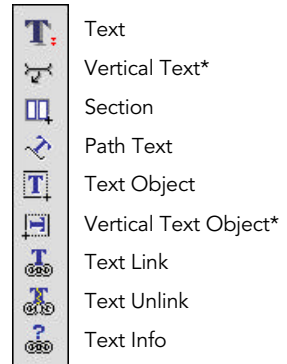 Text
Vertical Text*
Section
Path Text
Text Object
Vertical Text Object*
Text Link
Text Unlink
Text Info